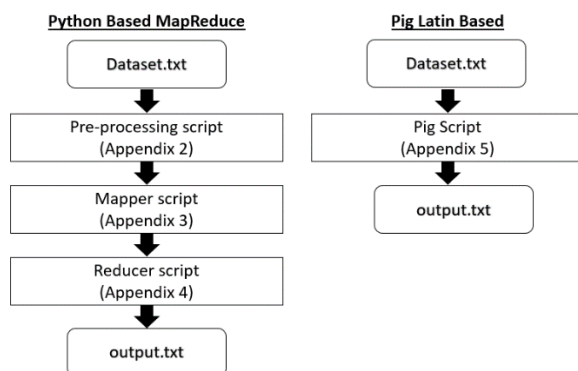 Python Based MapReduce
Dataset.txt
Pre-processing script
(Appendix 2)
Mapper script
(Appendix 3)
Reducer script
(Appendix 4)
output.txt
Pig Latin Based
Dataset.txt
Pig Script
(Appendix 5)
output.txt